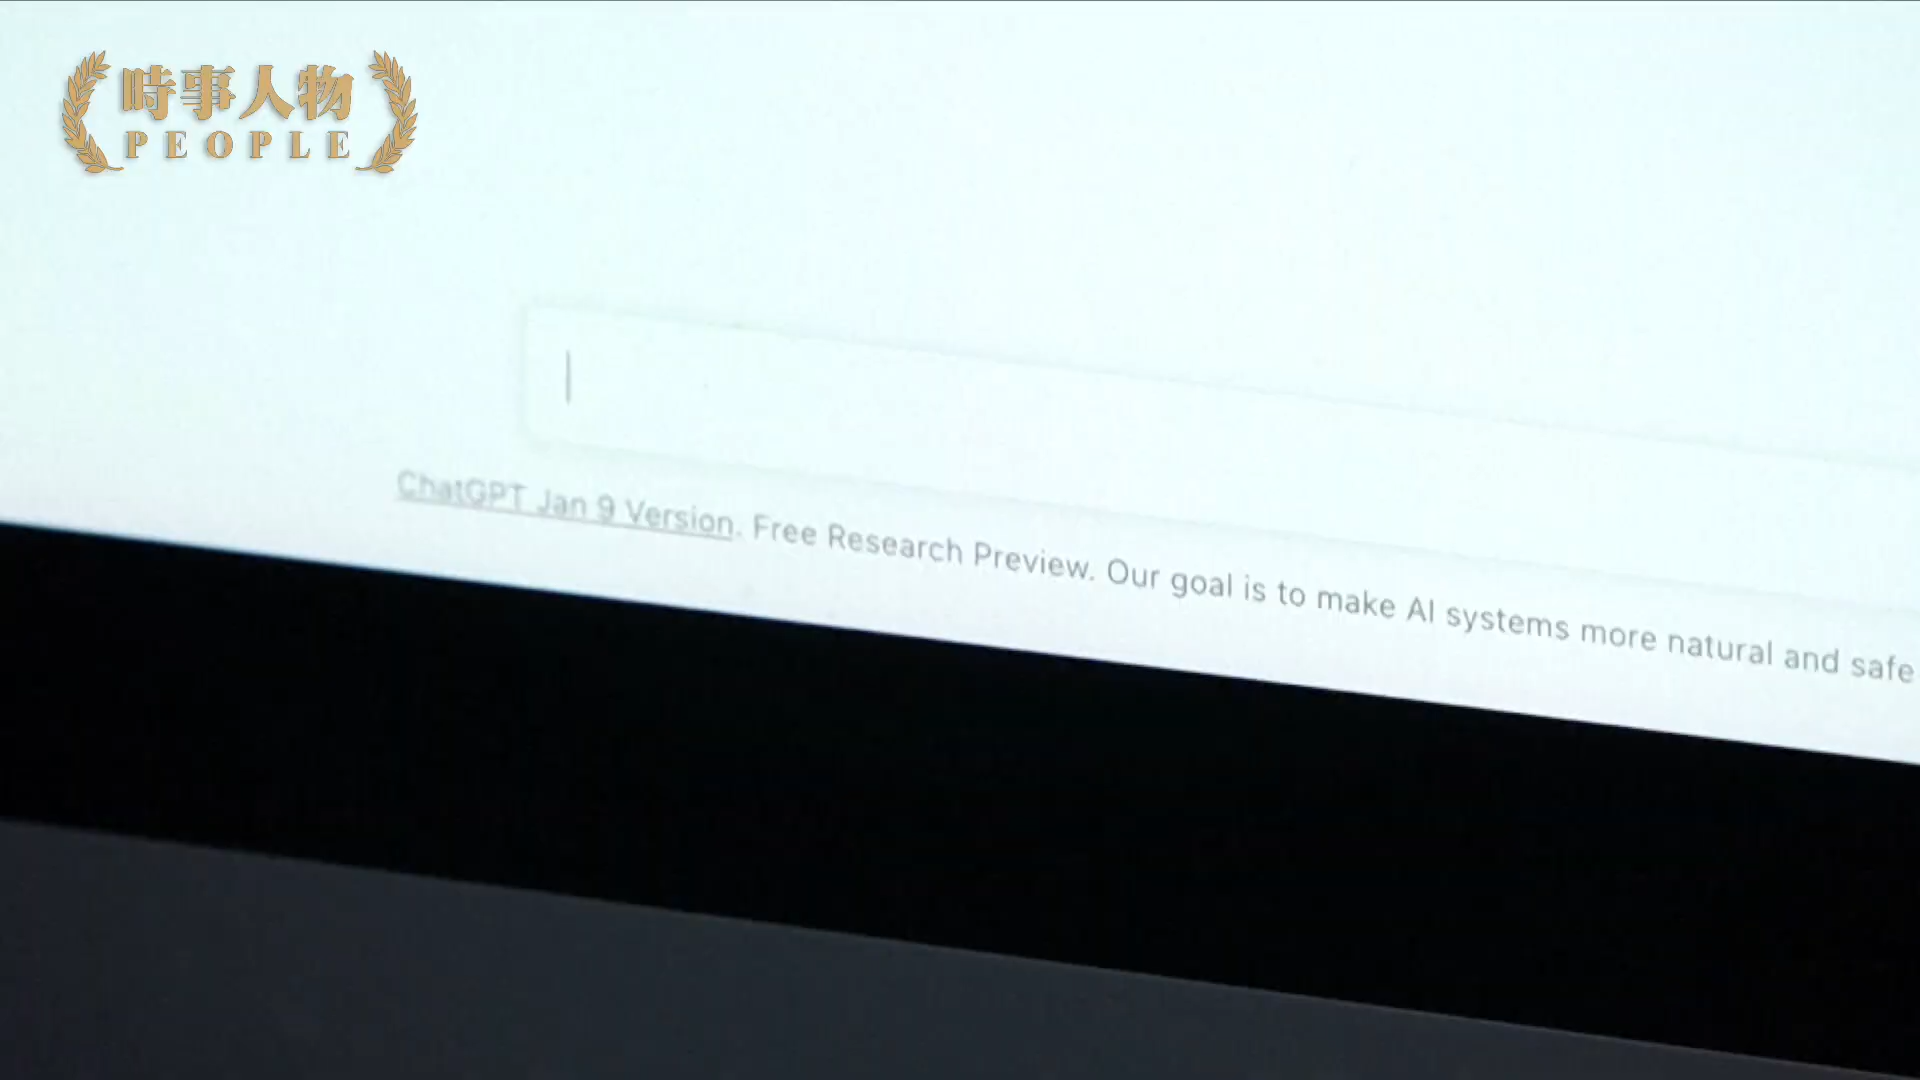 時事人物
PEOPLE
ChatGPT Jan 9 Version. Free Research Preview. Our goal is to make AI systems more natural and safe